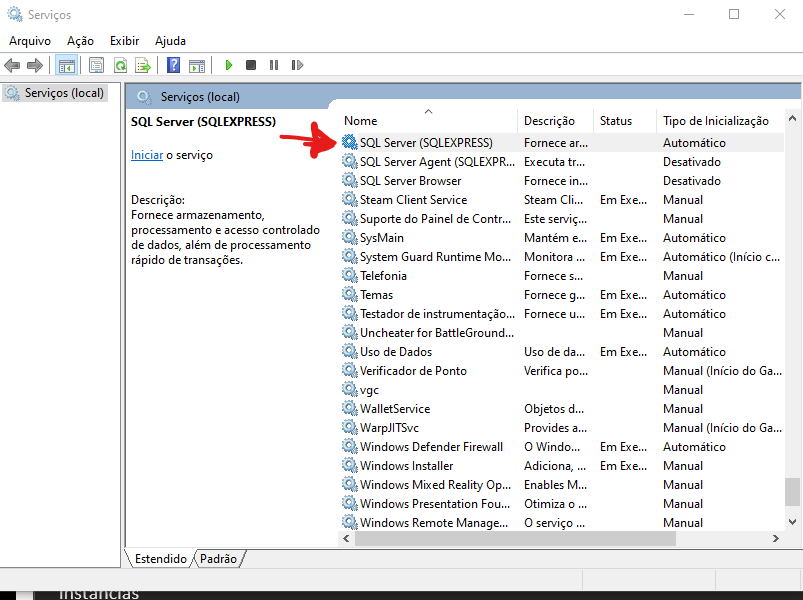 Serviços
Arquivo Ação Exibir Ajuda
Serviços (local)
Serviços (local)
SQL Server (SQLEXPRESS)
Iniciar o serviço
Descrição:
Fornece armazenamento,
processamento e acesso controlado
de dados, além de processamento
rápido de transações.
Nome Descrição Status Tipo de Inicialização
SQL Server (SQLEXPRESS) Fornece ar... Automático
SQL Server Agent (SQLEXPR... Executa tr... Desativado
SQL Server Browser Fornece in... Desativado
Steam Client Service Steam Cli... Em Exe... Manual
Suporte do Painel de Contr... Este serviç... Em Exe... Manual
SysMain Mantém e... Em Exe... Automático
System Guard Runtime Mo... Monitora ... Em Exe... Automático (Início c...
Telefonia Fornece s... Manual
Temas Fornece g... Em Exe... Automático
Testador de instrumentação... Fornece u... Em Exe... Automático
Uncheater for BattleGround... Manual
Uso de Dados Uso de da... Em Exe... Automático
Verificador de Ponto Verifica po... Manual (Início do Ga...
vgc Manual
WalletService Objetos d... Manual
WarpJITSvc Provides a... Manual (Início do Ga...
Windows Defender Firewall O Windo... Em Exe... Automático
Windows Installer Adiciona, ... Em Exe... Manual
Windows Mixed Reality Op... Enables M... Manual
Windows Presentation Fou... Otimiza o ... Manual
Windows Remote Manage... O serviço ... Manual
Estendido Padrão
Instâncias